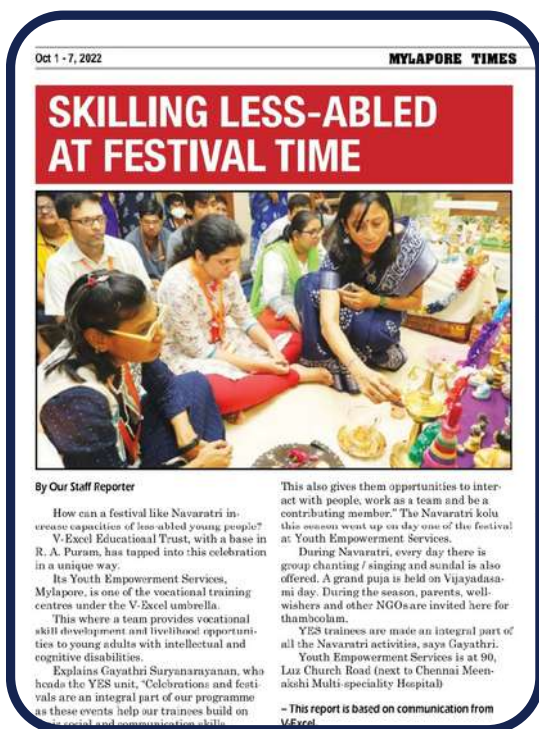 Oct 1 - 7, 2022
MYLAPORE TIMES
SKILLING LESS-ABLED
AT FESTIVAL TIME
By Our Staff Reporter
How can a festival like Navaratri in-
crease capacities of less-abled young people?
V-Excel Educational Trust, with a base in
R. A. Puram, has tapped into this celebration
in a unique way.
Its Youth Empowerment Services,
Mylapore, is one of the vocational training
centres under the V-Excel umbrella.
This where a team provides vocational
skill development and livelihood opportuni-
ties to young adults with intellectual and
cognitive disabilities.
Explains Gayathri Suryanarayanan, who
heads the YES unit, "Celebrations and festi-
vals are an integral part of our programme
as these events help our trainees build on
their social and communication skills.
This also gives them opportunities to inter-
act with people, work as a team and be a
contributing member." The Navaratri kolu
this season went up on day one of the festival
at Youth Empowerment Services.
During Navaratri, every day there is
group chanting / singing and sundal is also
offered. A grand puja is held on Vijayadasa-
mi day. During the season, parents, well-
wishers and other NGOs are invited here for
thamboolam.
YES trainees are made an integral part of
all the Navaratri activities, says Gayathri.
Youth Empowerment Services is at 90,
Luz Church Road (next to Chennai Meen-
akshi Multi-speciality Hospital)
– This report is based on communication from
V-Excel.